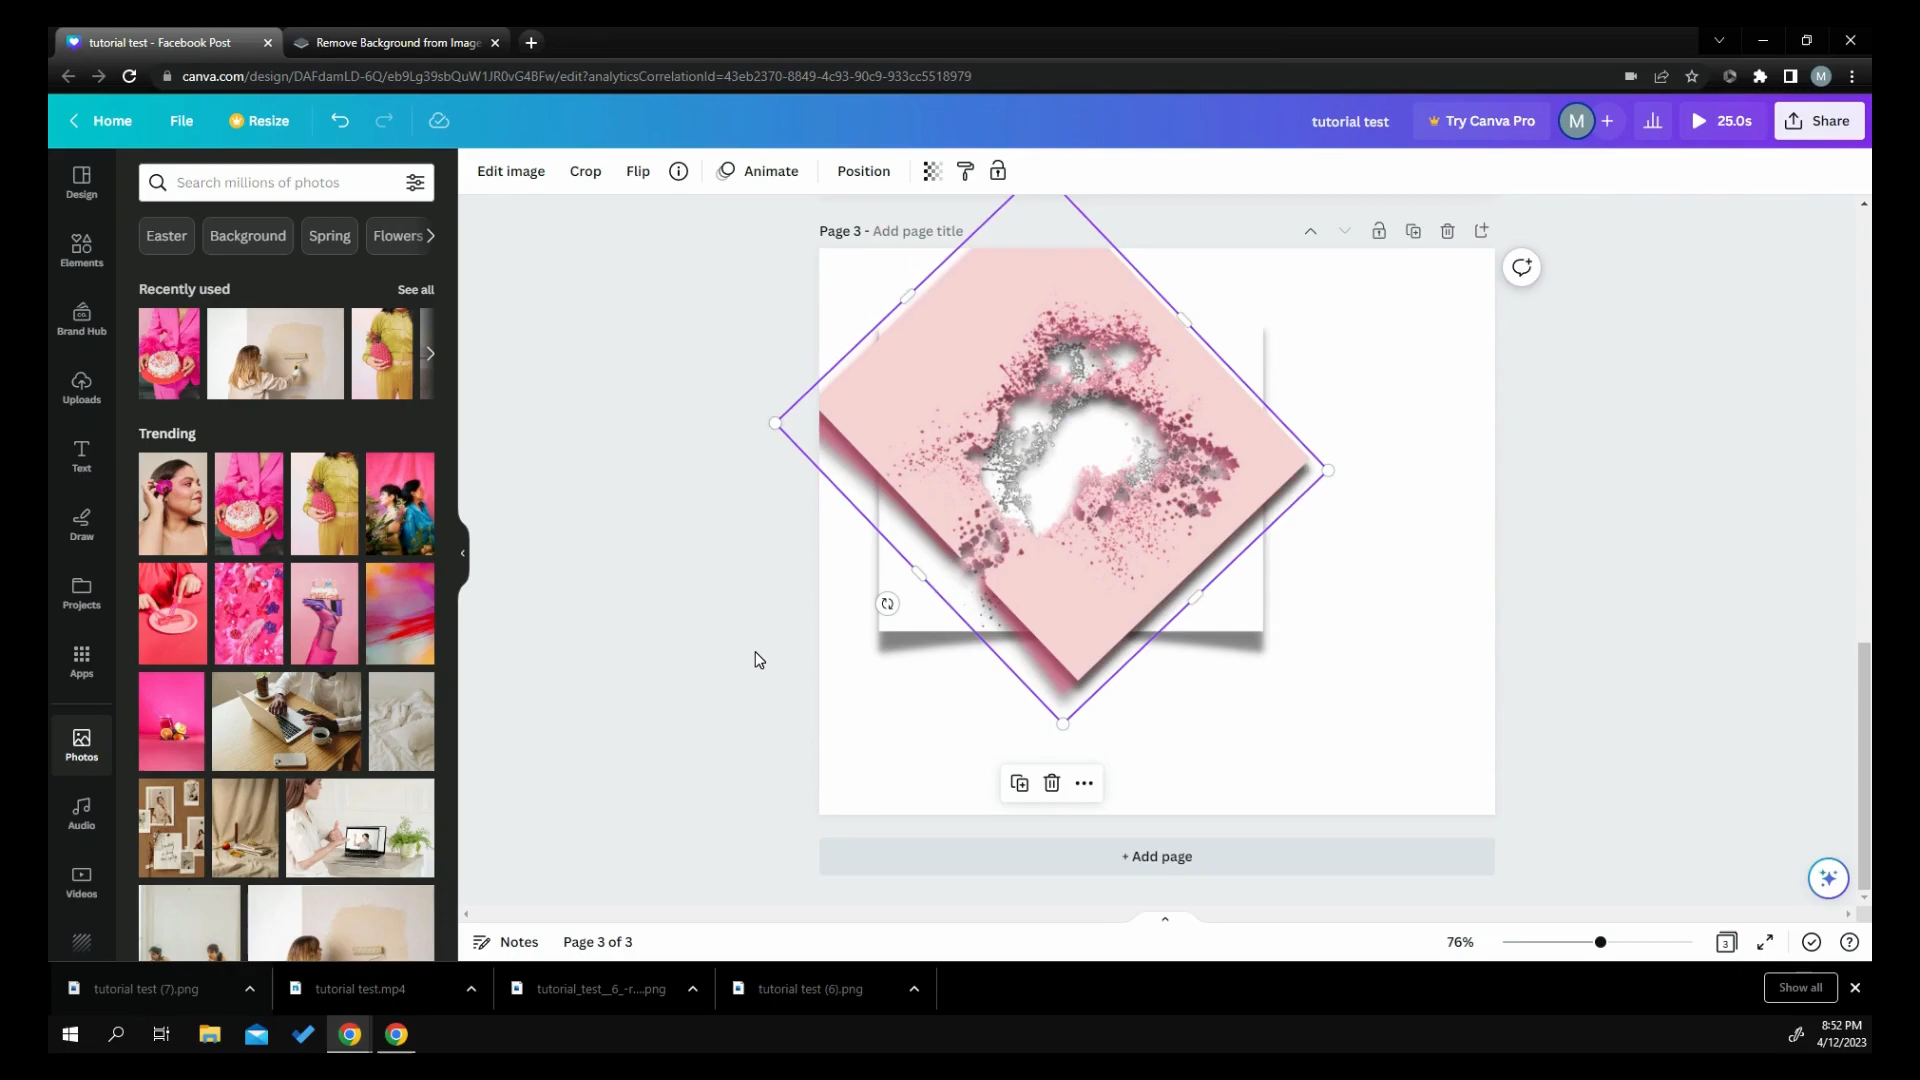 tutorial test - Facebook Post
Remove Background from Image
canva.com/design/DAFdamLD-6Q/eb9Lg39sbQuW1JR0vG4BFw/edit?analyticsCorrelationId=43eb2370-8849-4c93-90c9-933cc5518979
M
Home
File
Resize
tutorial test
Try Canva Pro
M
25.0s
Share
Design
Elements
Brand Hub
Uploads
Text
Draw
Projects
Apps
Photos
Audio
Videos
Search millions of photos
Easter
Background
Spring
Flowers
Recently used
See all
Trending
Edit image
Crop
Flip
Animate
Position
Page 3 - Add page title
+ Add page
Notes
Page 3 of 3
76%
3
tutorial test (7).png
tutorial test.mp4
tutorial_test__6_-r....png
tutorial test (6).png
Show all
8:52 PM
4/12/2023